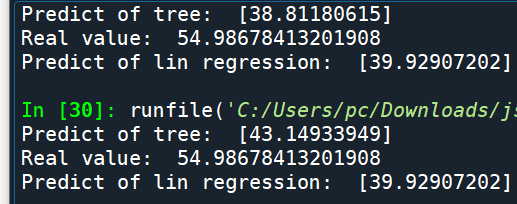 Predict of tree:  [38.81180615]
Real value:  54.98678413201908
Predict of lin regression:  [39.92907202]
In [30]: runfile('C:/Users/pc/Downloads/js
Predict of tree:  [43.14933949]
Real value:  54.98678413201908
Predict of lin regression:  [39.92907202]